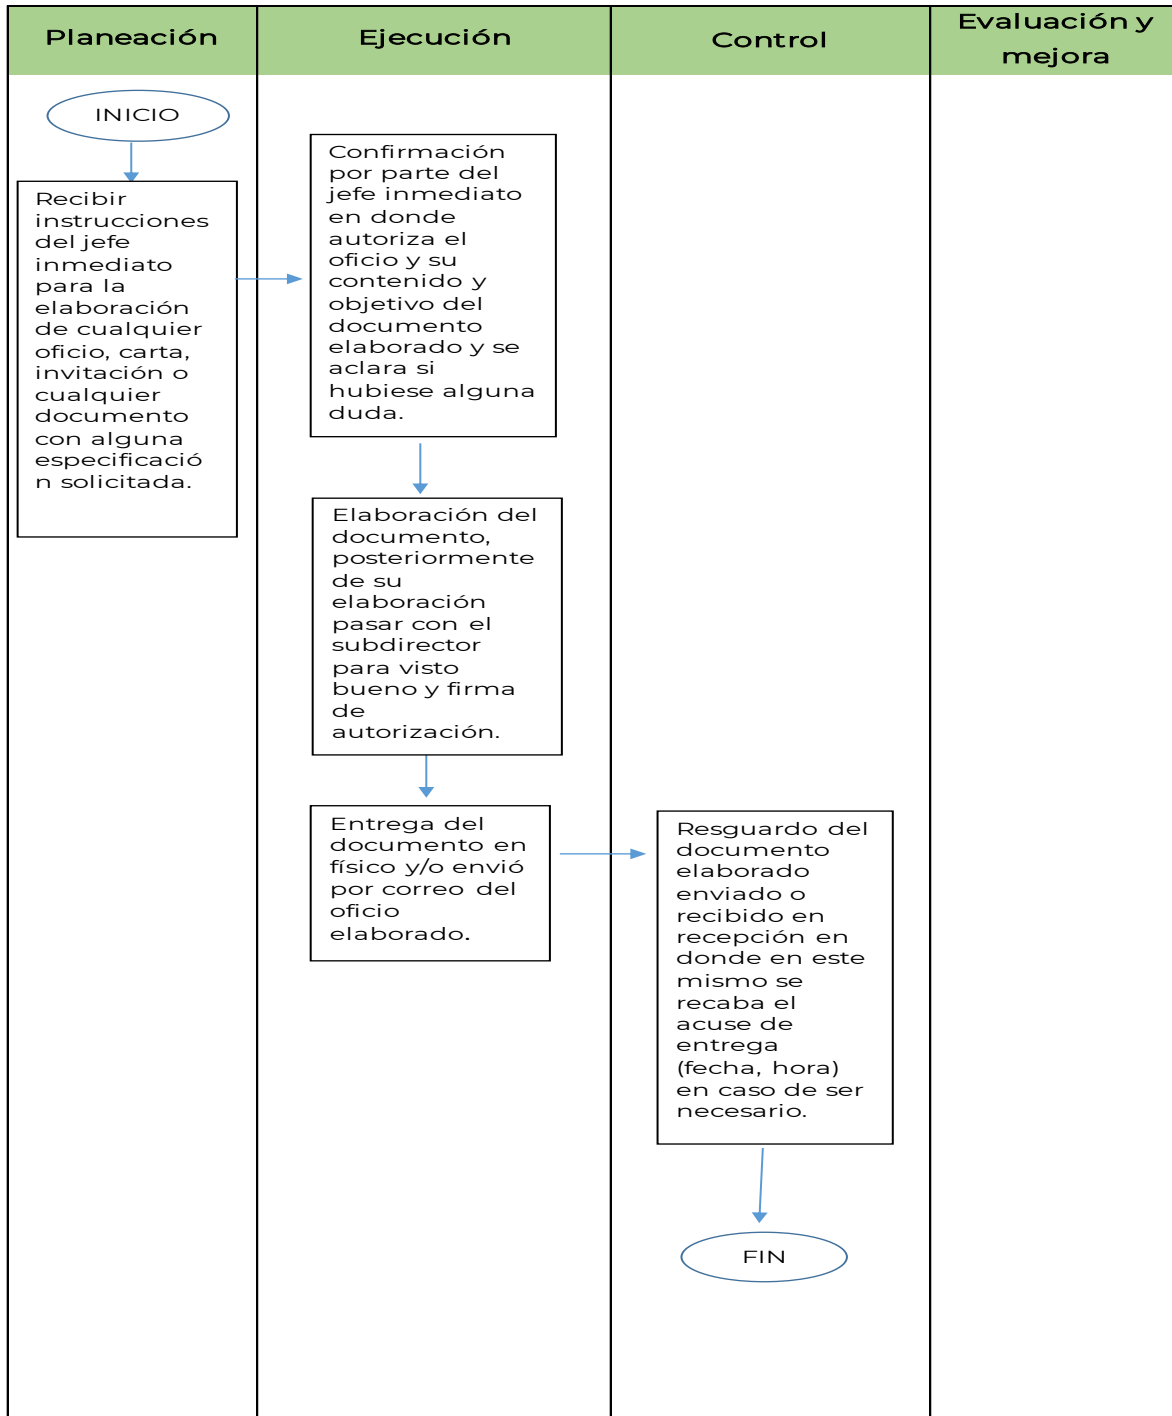 Planeación
Ejecución
Control
Evaluación y
mejora
INICIO
Recibir
instrucciones
del jefe
inmediato
para la
elaboración
de cualquier
oficio, carta,
invitación o
cualquier
documento
con alguna
especificació
n solicitada.
Confirmación
por parte del
jefe inmediato
en donde
autoriza el
oficio y su
contenido y
objetivo del
documento
elaborado y se
aclara si
hubiese alguna
duda.
Elaboración del
documento,
posteriormente
de su
elaboración
pasar con el
subdirector
para visto
bueno y firma
de
autorización.
Entrega del
documento en
físico y/o envió
por correo del
oficio
elaborado.
Resguardo del
documento
elaborado
enviado o
recibido en
recepción en
donde en este
mismo se
recaba el
acuse de
entrega
(fecha, hora)
en caso de ser
necesario.
FIN